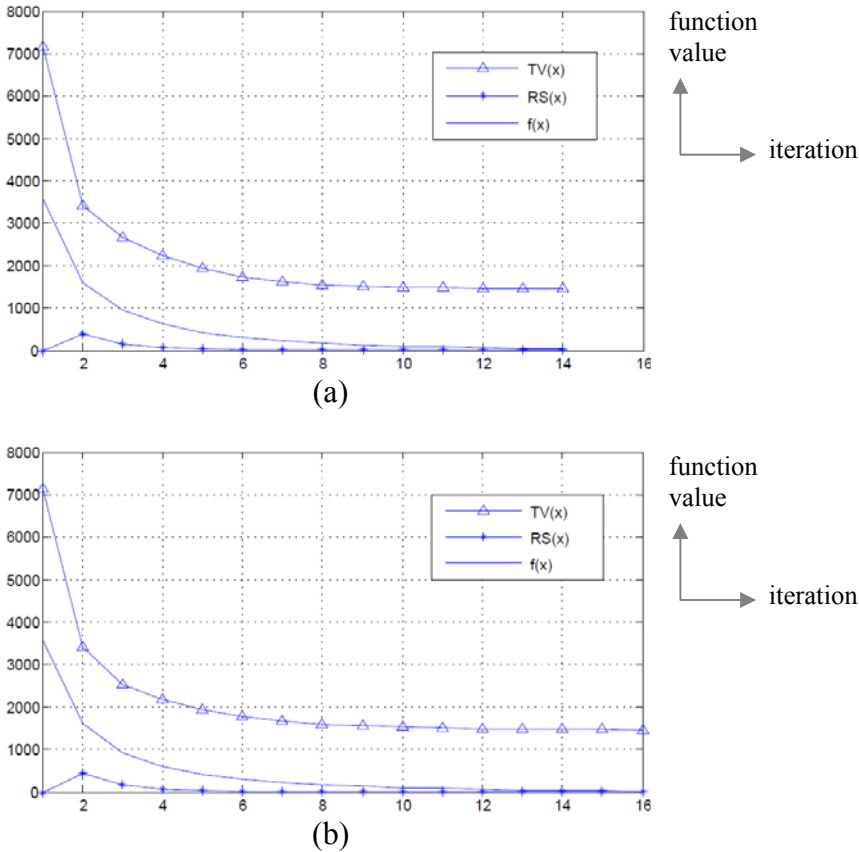 8000
7000
6000
5000
4000
3000
2000
1000
0
2 4 6 8 10 12 14 16
TV(x)
RS(x)
f(x)
function
value
iteration
(a)
8000
7000
6000
5000
4000
3000
2000
1000
0
2 4 6 8 10 12 14 16
TV(x)
RS(x)
f(x)
function
value
iteration
(b)